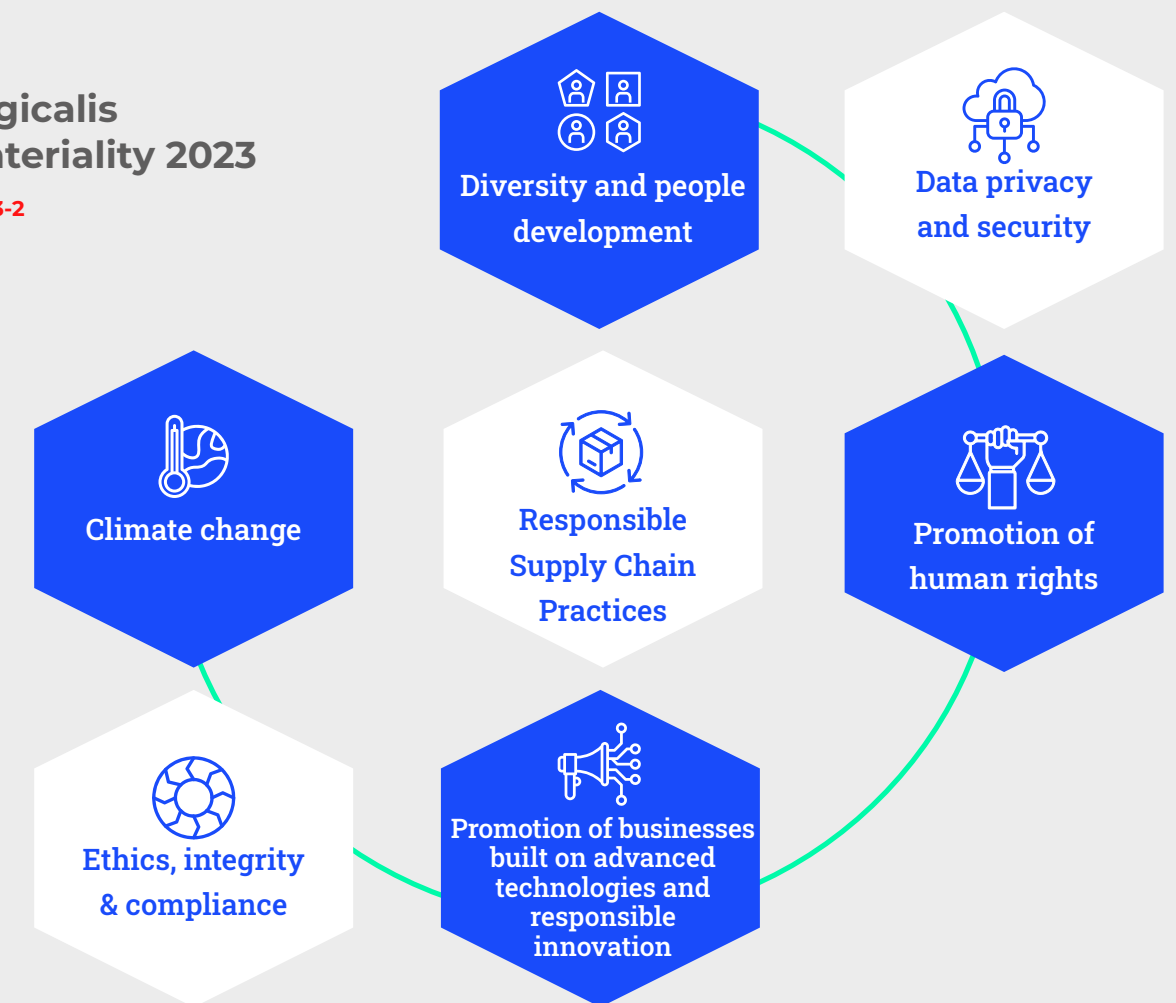 gicalis
teriality 2023
-2
Diversity and people
development
Data privacy
and security
Climate change
Responsible
Supply Chain
Practices
Promotion of
human rights
Ethics, integrity
& compliance
Promotion of businesses
built on advanced
technologies and
responsible
innovation